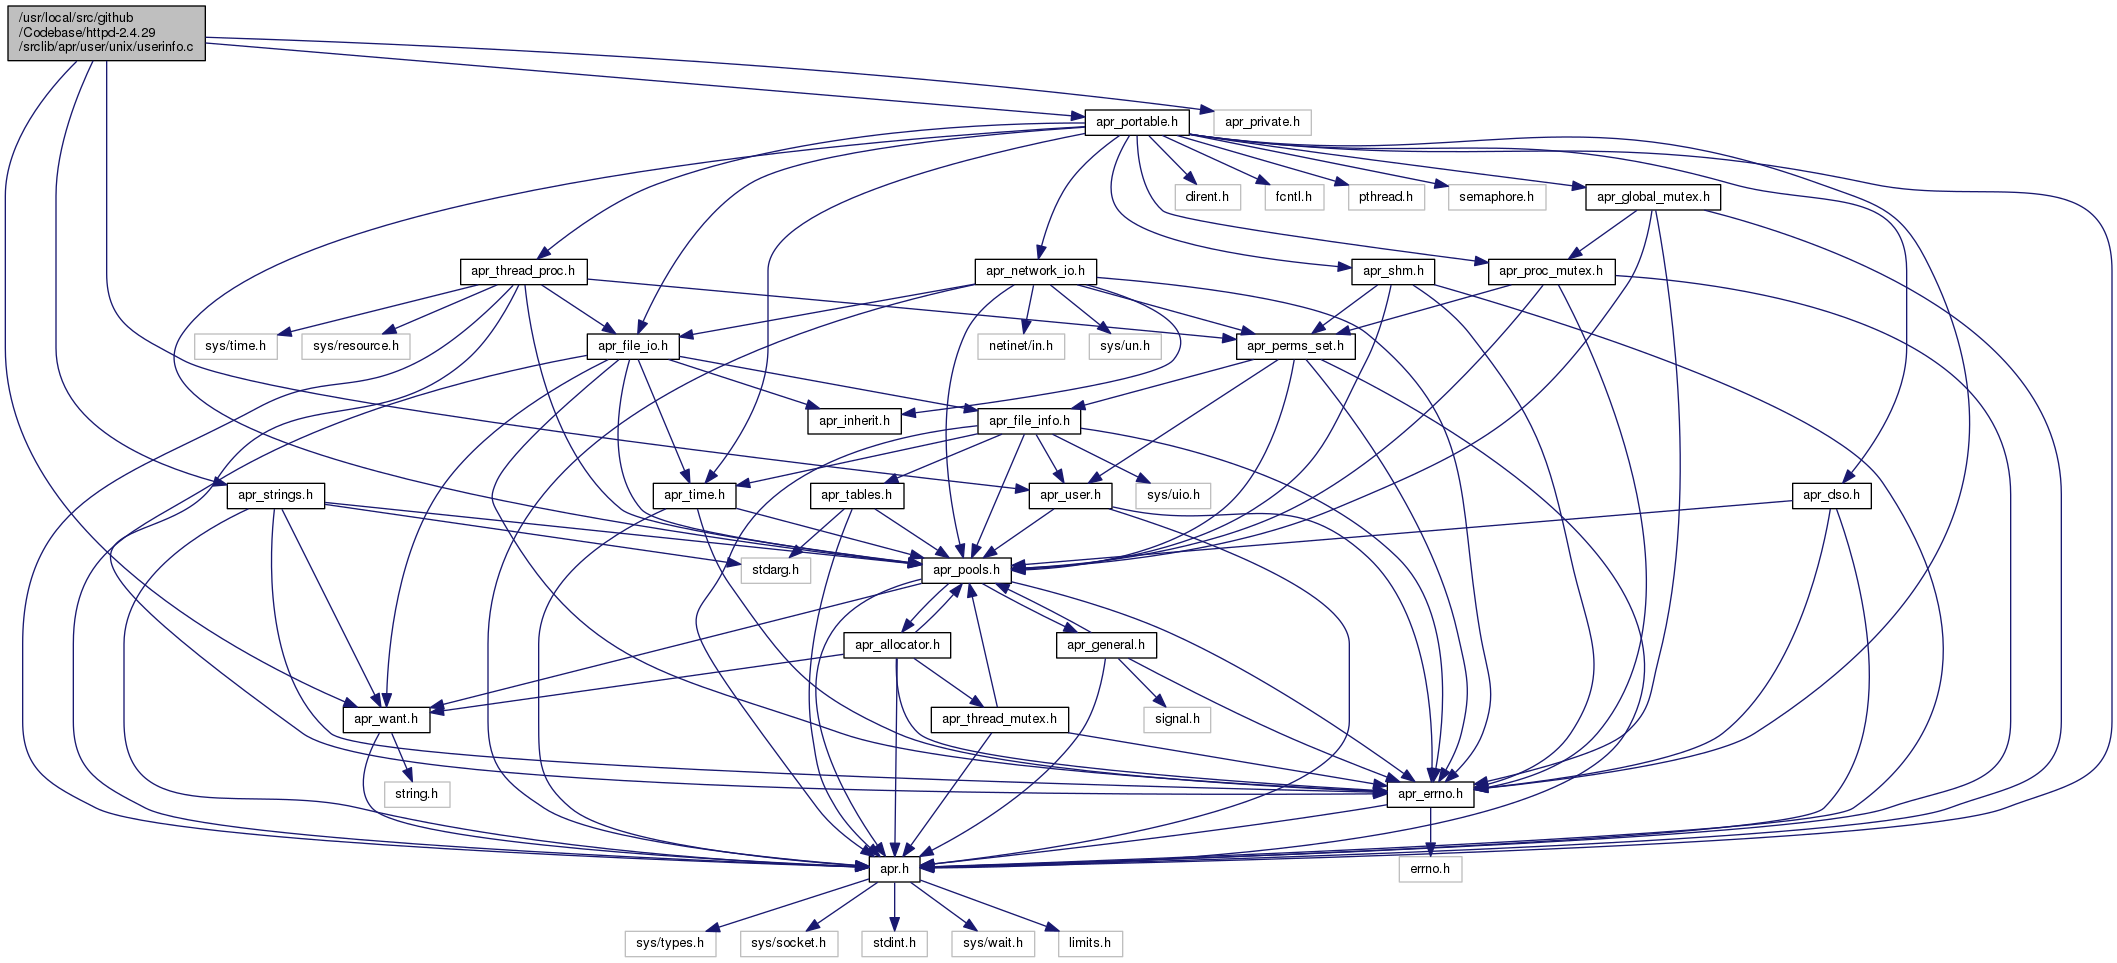 /usr/local/src/github
/Codebase/httpd-2.4.29
/srclib/apr/user/unix/userinfo.c
apr_portable.h
apr_private.h
dirent.h
fcntl.h
pthread.h
semaphore.h
apr_global_mutex.h
apr_thread_proc.h
apr_network_io.h
apr_shm.h
apr_proc_mutex.h
sys/time.h
sys/resource.h
apr_file_io.h
netinet/in.h
sys/un.h
apr_perms_set.h
apr_inherit.h
apr_file_info.h
apr_strings.h
apr_time.h
apr_tables.h
apr_user.h
sys/uio.h
apr_dso.h
stdarg.h
apr_pools.h
apr_allocator.h
apr_general.h
apr_want.h
apr_thread_mutex.h
signal.h
string.h
apr_errno.h
apr.h
errno.h
sys/types.h
sys/socket.h
stdint.h
sys/wait.h
limits.h